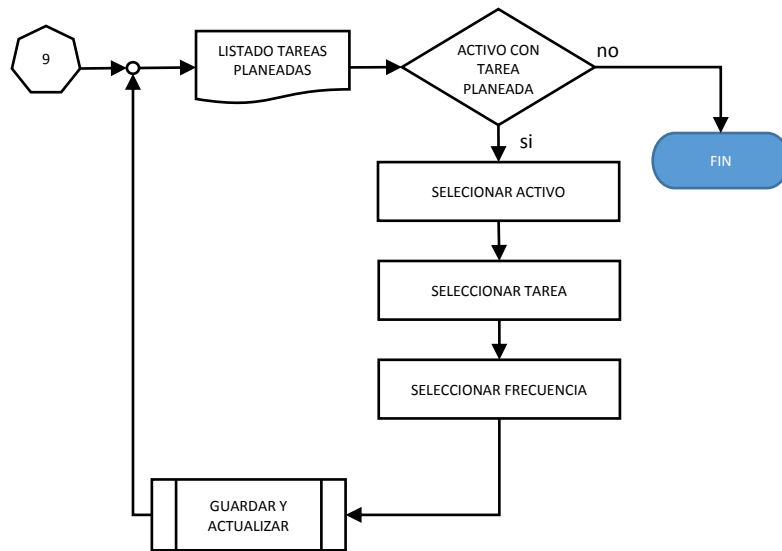 9
LISTADO TAREAS
PLANEADAS
ACTIVO CON
TAREA
PLANEADA
no
si
FIN
SELECIONAR ACTIVO
SELECCIONAR TAREA
SELECCIONAR FRECUENCIA
GUARDAR Y
ACTUALIZAR